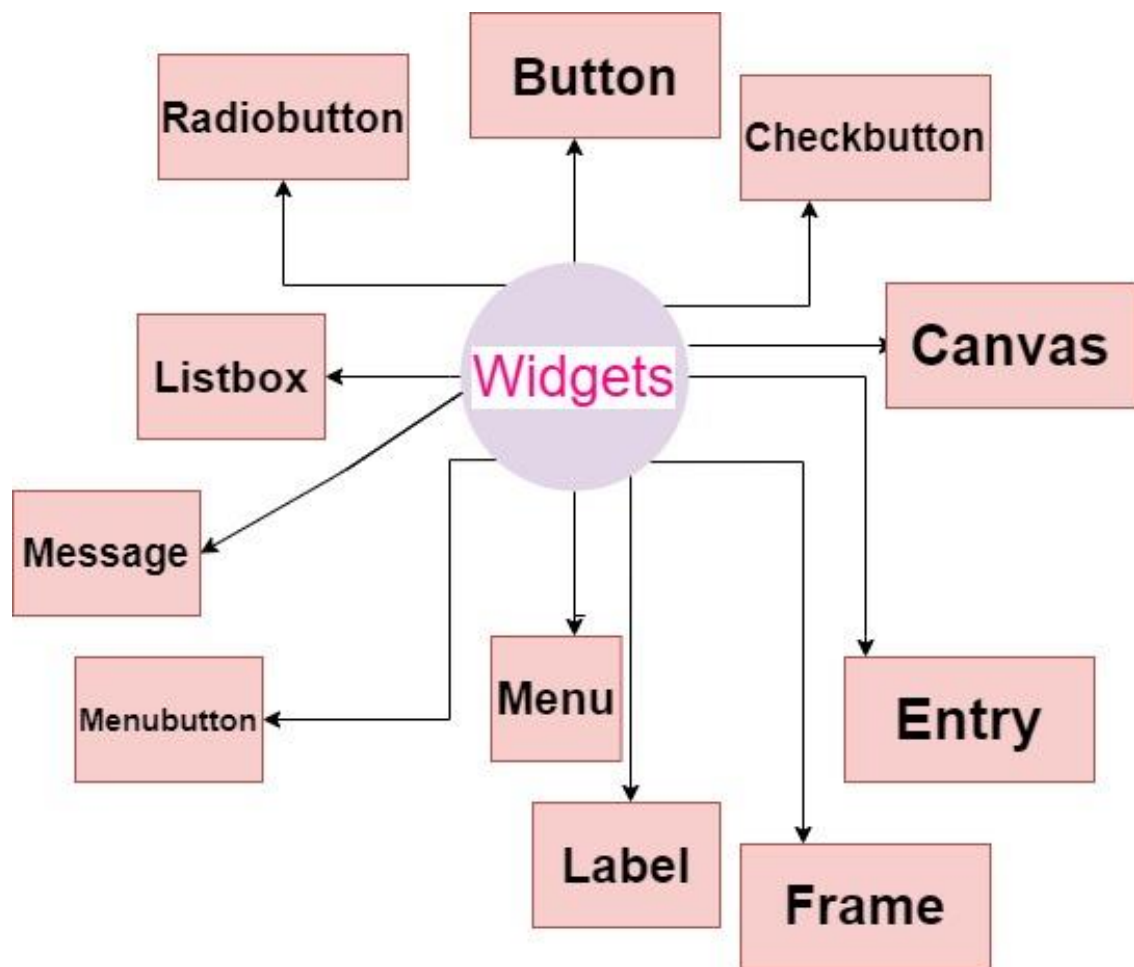 Button
Radiobutton
Checkbutton
Canvas
Widgets
Listbox
Message
Menu
Entry
Menubutton
Label
Frame